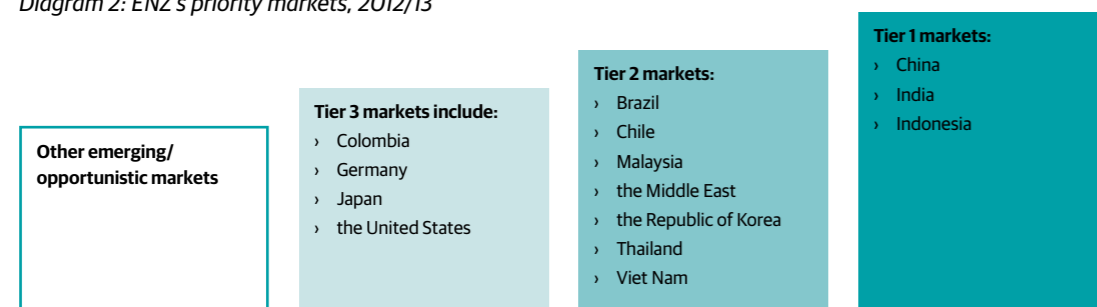 Diagram 2: ENZ's priority markets, 2012/13
Other emerging/
opportunistic markets
Tier 3 markets include:
› Colombia
› Germany
› Japan
› the United States
Tier 2 markets:
› Brazil
› Chile
› Malaysia
› the Middle East
› the Republic of Korea
› Thailand
› Viet Nam
Tier 1 markets:
› China
› India
› Indonesia